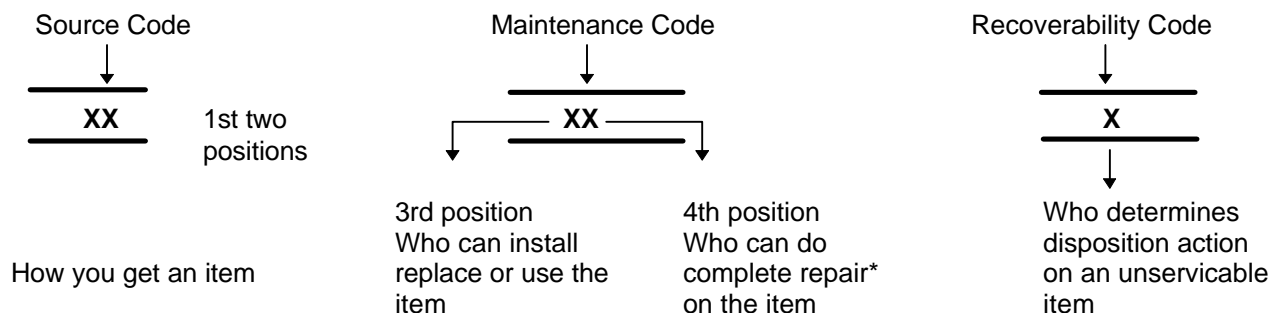 Source Code
Maintenance Code
Recoverability Code
XX
1st two
positions
XX
X
How you get an item
3rd position
Who can install
replace or use the
item
4th position
Who can do
complete repair*
on the item
Who determines
disposition action
on an unservicable
item